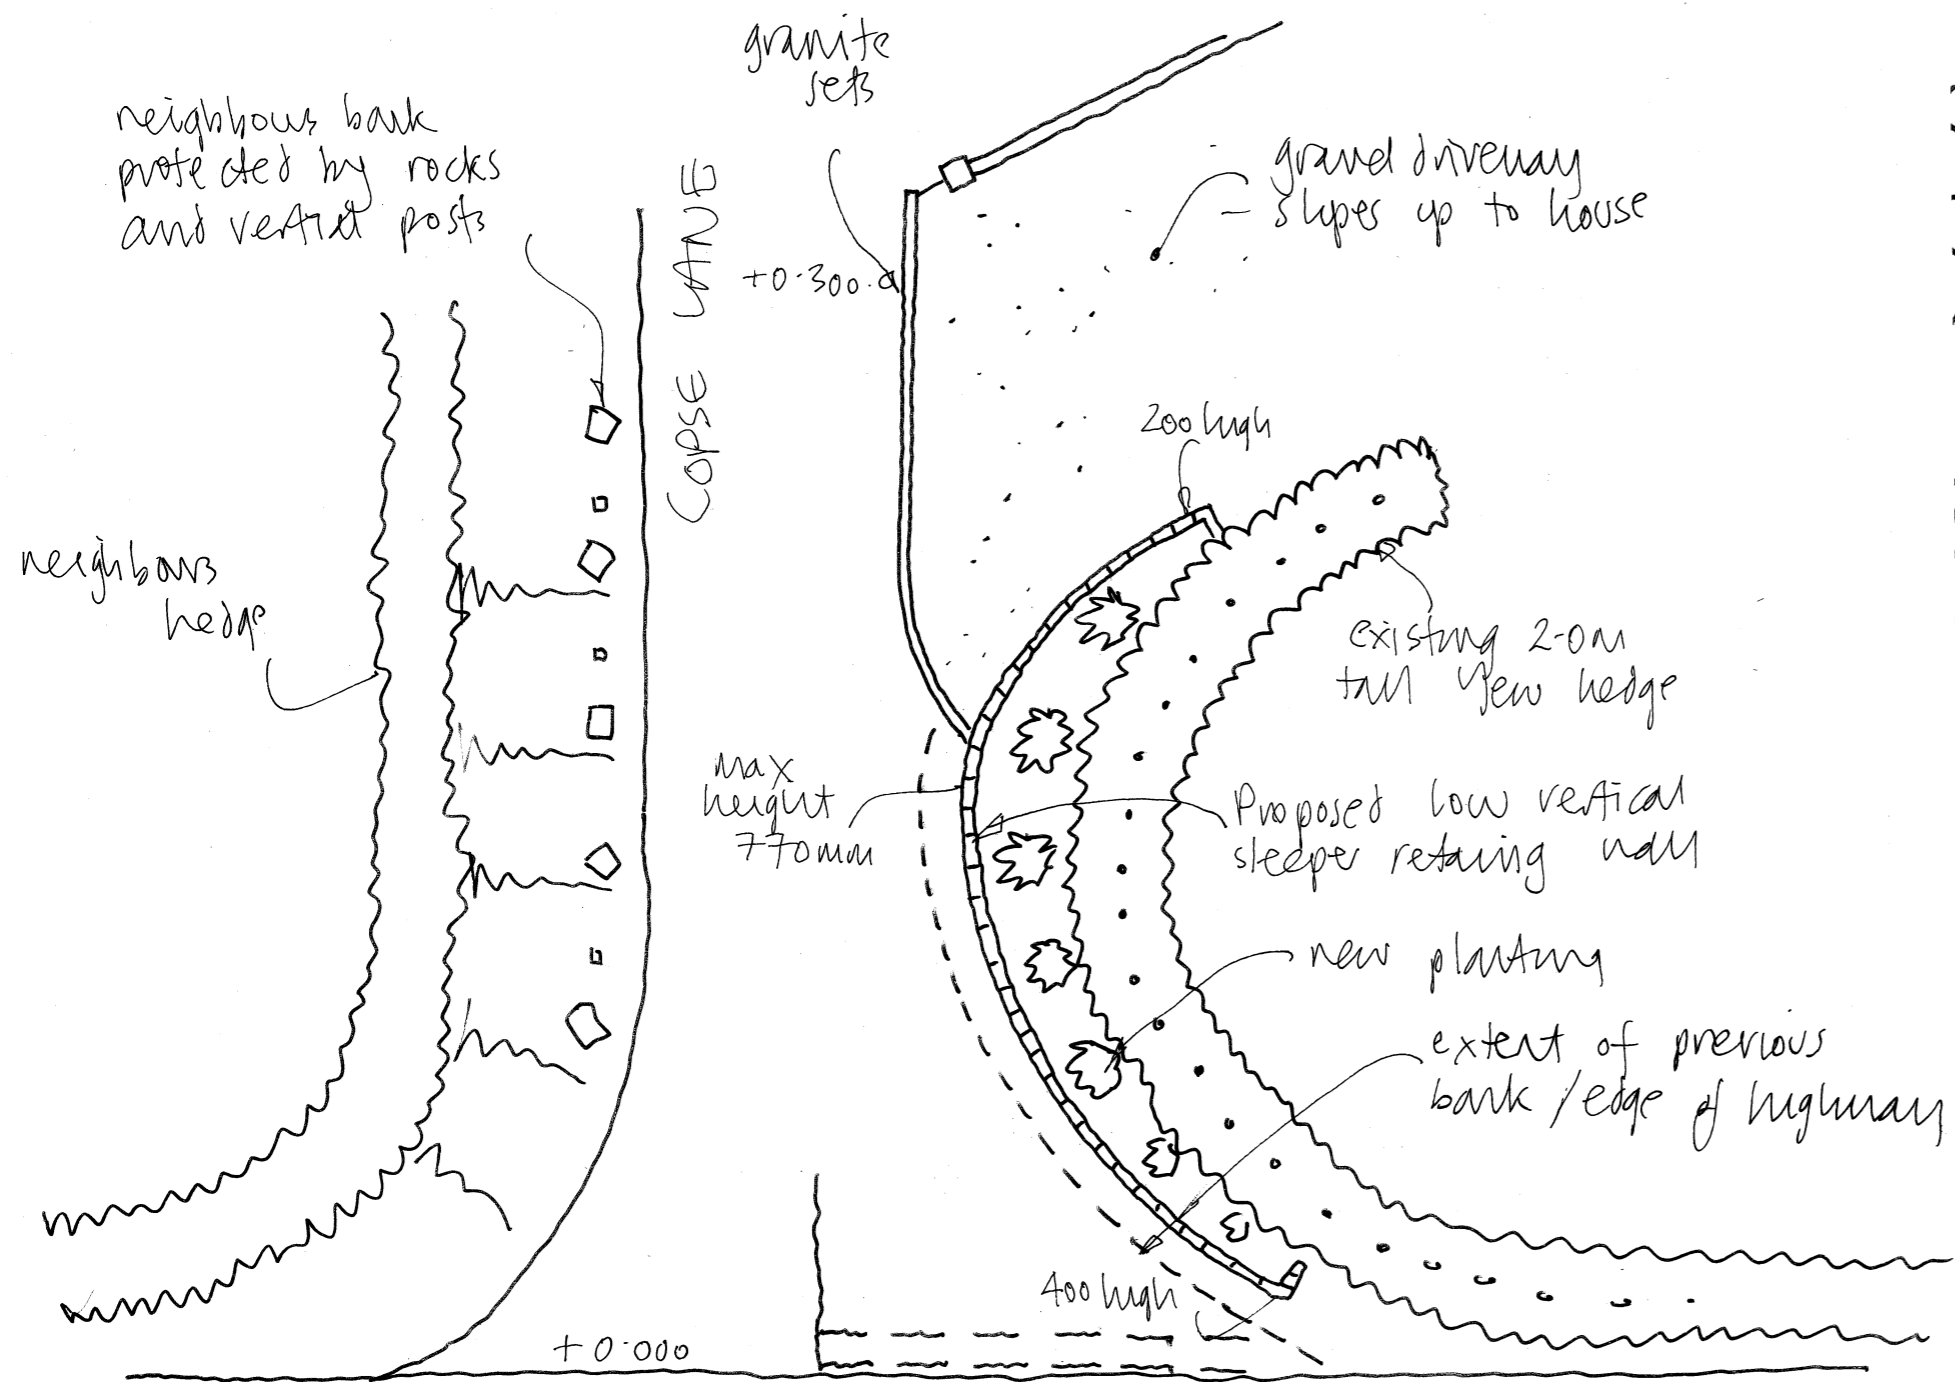 granite
sets
neighbours bank
protected by rocks
and vertical posts
COPSE LANE
+0.300
gravel driveway
- slopes up to house
200 high
neighbours
hedge
existing 2.0m
tall Yew hedge
max
height
770mm
Proposed low vertical
sleeper retaining wall
new planting
extent of previous
bank / edge of highway
400 high
+0.000